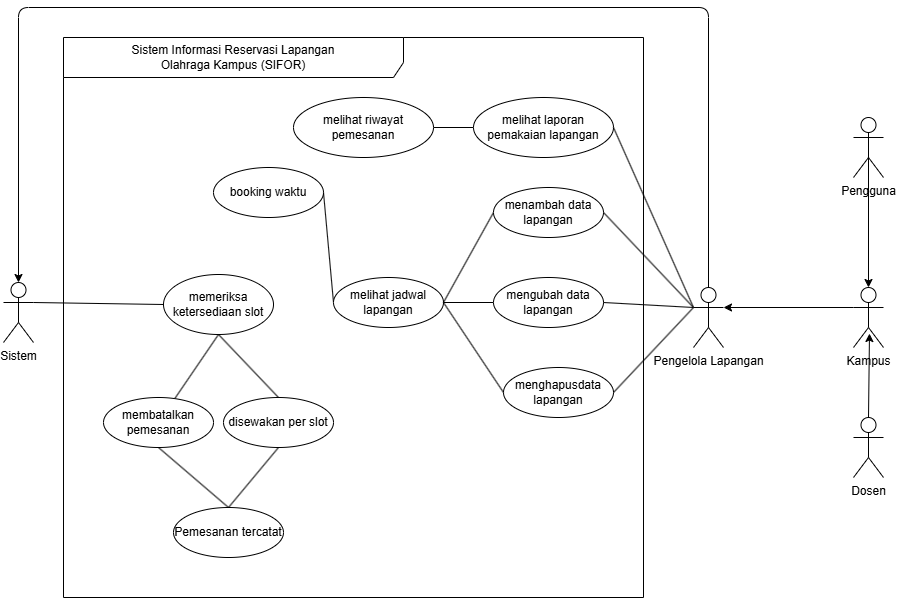 Sistem Informasi Reservasi Lapangan
Olahraga Kampus (SIFOR)
melihat riwayat
pemesanan
melihat laporan
pemakaian lapangan
booking waktu
menambah data
lapangan
memeriksa
ketersediaan slot
melihat jadwal
lapangan
mengubah data
lapangan
menghapusdata
lapangan
membatalkan
pemesanan
disewakan per slot
Pemesanan tercatat
Sistem
Pengelola Lapangan
Pengguna
Kampus
Dosen